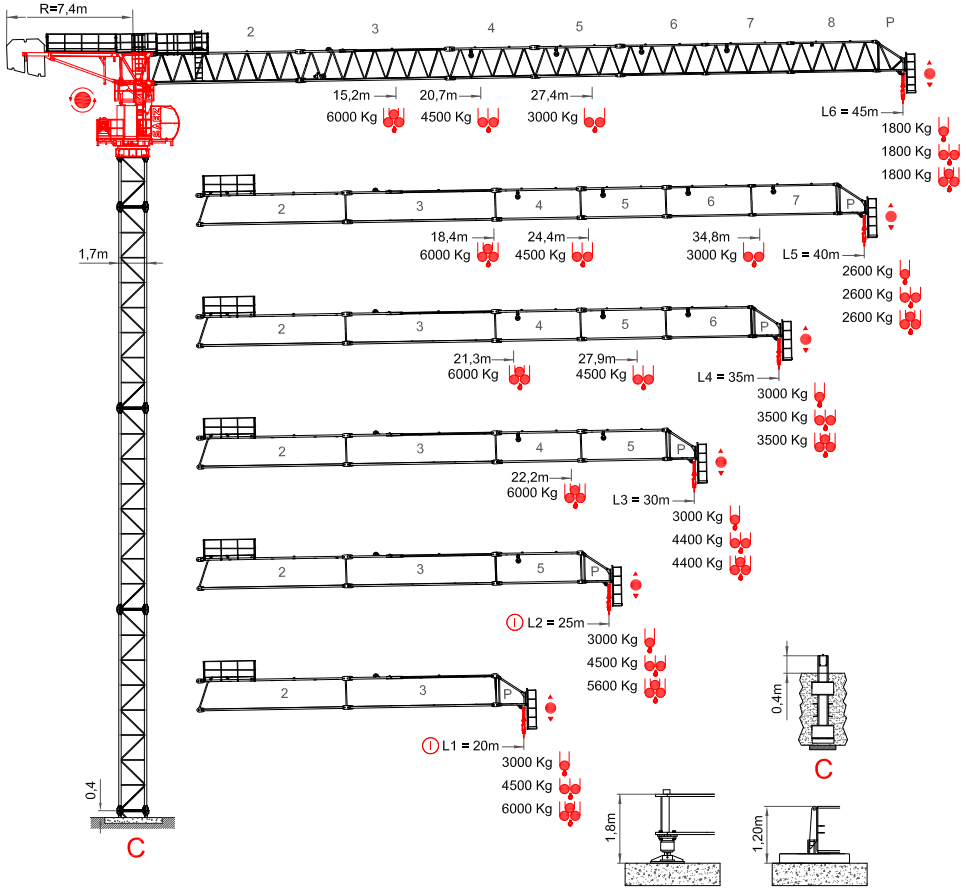 R=7,4m
2 3 4 5 6 7 8 P
SAEZ
15,2m 20,7m 27,4m
6000 Kg 4500 Kg 3000 Kg
L6 = 45m
1800 Kg
1800 Kg
1800 Kg
2 3 4 5 6 7 P
1,7m
18,4m 24,4m 34,8m
6000 Kg 4500 Kg 3000 Kg
L5 = 40m
2600 Kg
2600 Kg
2600 Kg
2 3 4 5 6 P
21,3m 27,9m
6000 Kg 4500 Kg
L4 = 35m
3000 Kg
3500 Kg
3500 Kg
2 3 4 5 P
22,2m
6000 Kg
L3 = 30m
3000 Kg
4400 Kg
4400 Kg
2 3 5 P
I L2 = 25m
3000 Kg
4500 Kg
5600 Kg
2 3 P
I L1 = 20m
3000 Kg
4500 Kg
6000 Kg
0,4m
C
0,4
C
1,8m
1,20m